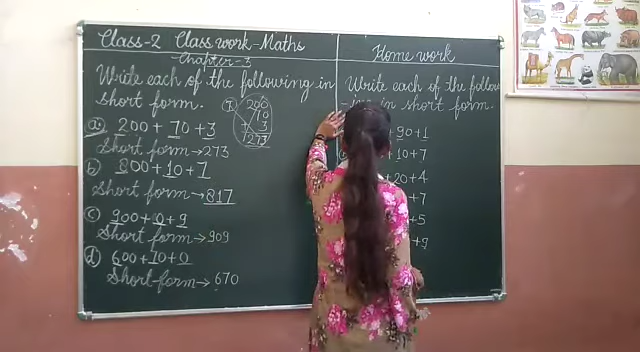 Class-2 Class work-Maths
Chapter-3
Write each of the following in
short form.
200
70
+ 3
273
a) 200 + 70 + 3
Short form → 273
b) 800 + 10 + 7
Short form → 817
c) 900 + 0 + 9
Short form → 909
d) 600 + 70 + 0
Short form → 670
Home work
Write each of the
in short form.
90 + 1
+ 10 + 7
+ 20 + 4
+ 7
+ 5
+ 9